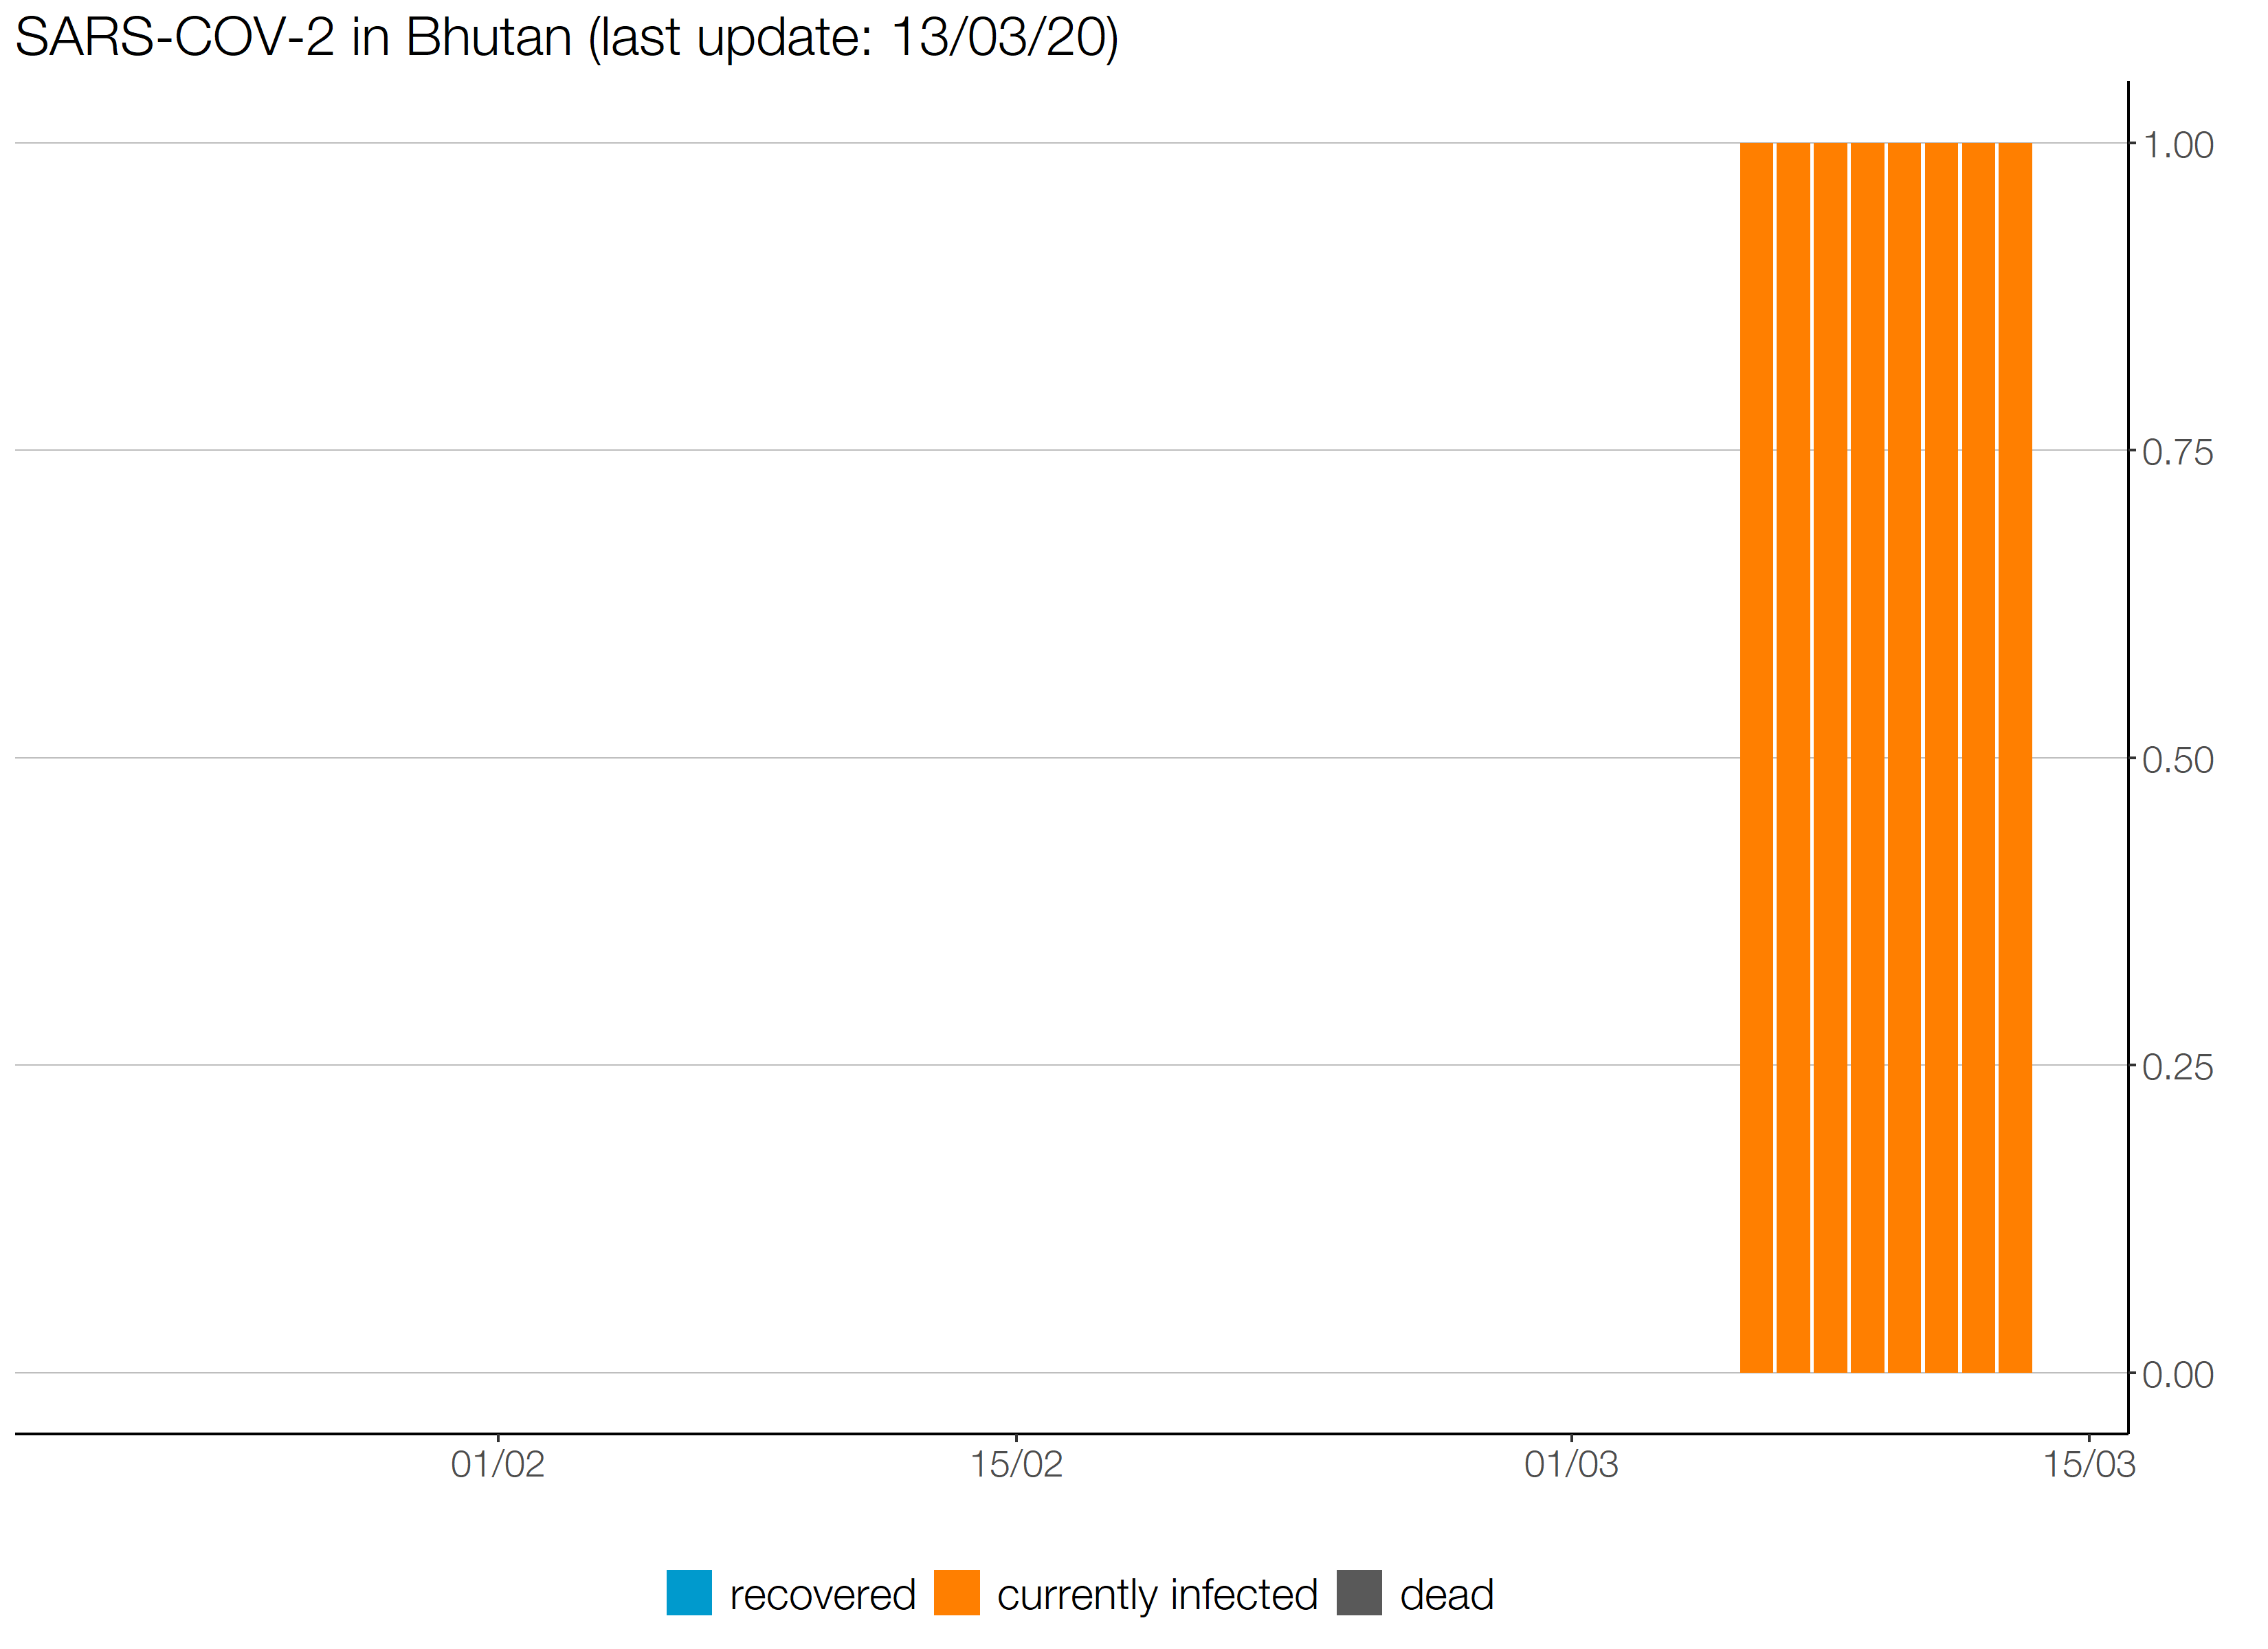 SARS-COV-2 in Bhutan (last update: 13/03/20)
1.00
0.75
0.50
0.25
0.00
01/02 15/02 01/03 15/03
recovered currently infected dead